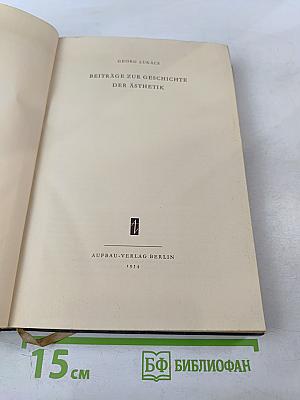 GEORG LUKÁCS
BEITRÄGE ZUR GESCHICHTE
DER ÄSTHETIK
AUFBAU-VERLAG BERLIN
1954
15 см
БФ БИБЛИОФАН